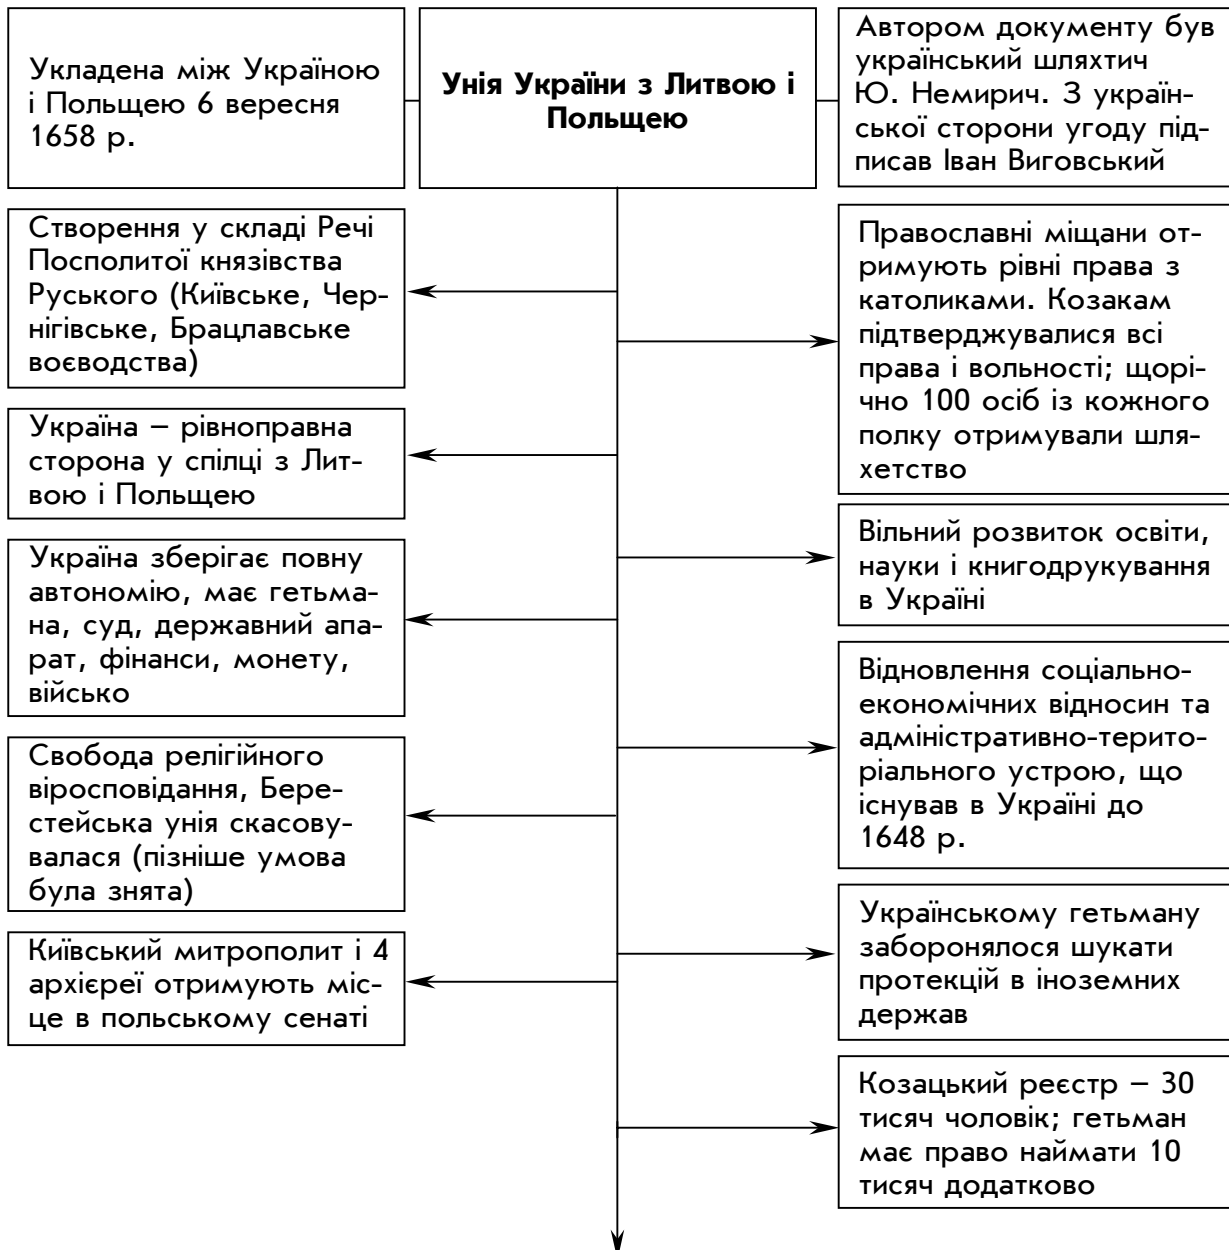 Укладена між Україною
і Польщею 6 вересня
1658 р.
Унія України з Литвою і
Польщею
Автором документу був
український шляхтич
Ю. Немирич. З україн-
ської сторони угоду під-
писав Іван Виговський
Створення у складі Речі
Посполитої князівства
Руського (Київське, Чер-
нігівське, Брацлавське
воєводства)
Україна – рівноправна
сторона у спілці з Лит-
вою і Польщею
Україна зберігає повну
автономію, має гетьма-
на, суд, державний апа-
рат, фінанси, монету,
військо
Свобода релігійного
віросповідання, Бере-
стейська унія скасову-
валася (пізніше умова
була знята)
Київський митрополит і 4
архієреї отримують міс-
це в польському сенаті
Православні міщани от-
римують рівні права з
католиками. Козакам
підтверджувалися всі
права і вольності; щорі-
чно 100 осіб із кожного
полку отримували шля-
хетство
Вільний розвиток освіти,
науки і книгодрукування
в Україні
Відновлення соціально-
економічних відносин та
адміністративно-терито-
ріального устрою, що
існував в Україні до
1648 р.
Українському гетьману
заборонялось шукати
протекцій в іноземних
держав
Козацький реєстр – 30
тисяч чоловік; гетьман
має право наймати 10
тисяч додатково